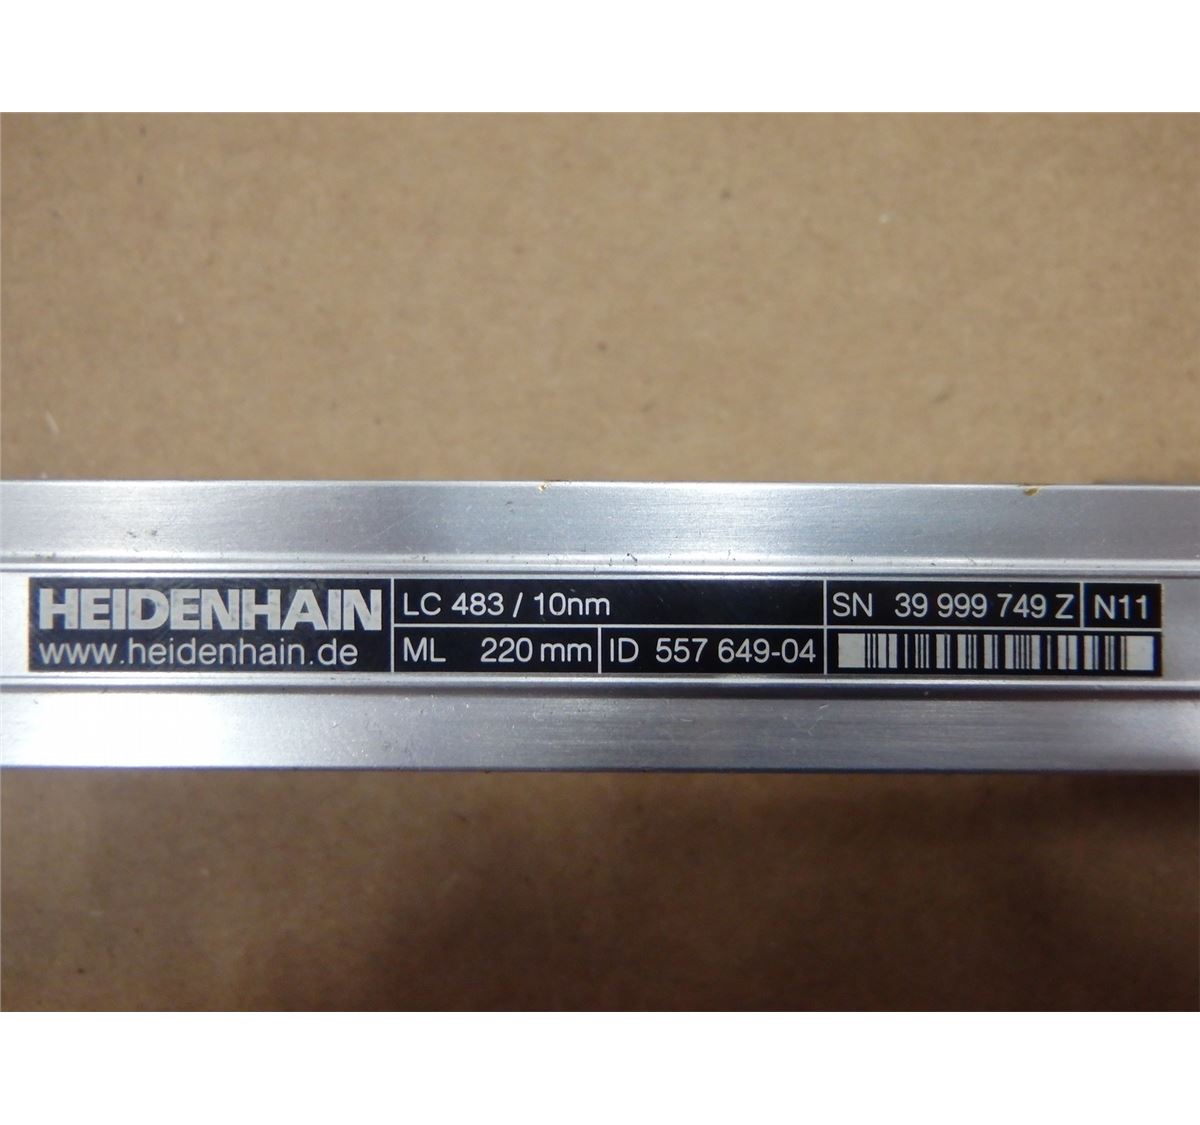 HEIDENHAIN
www.heidenhain.de
LC 483 / 10nm
ML 220 mm
ID 557 649-04
SN 39 999 749 Z
N11